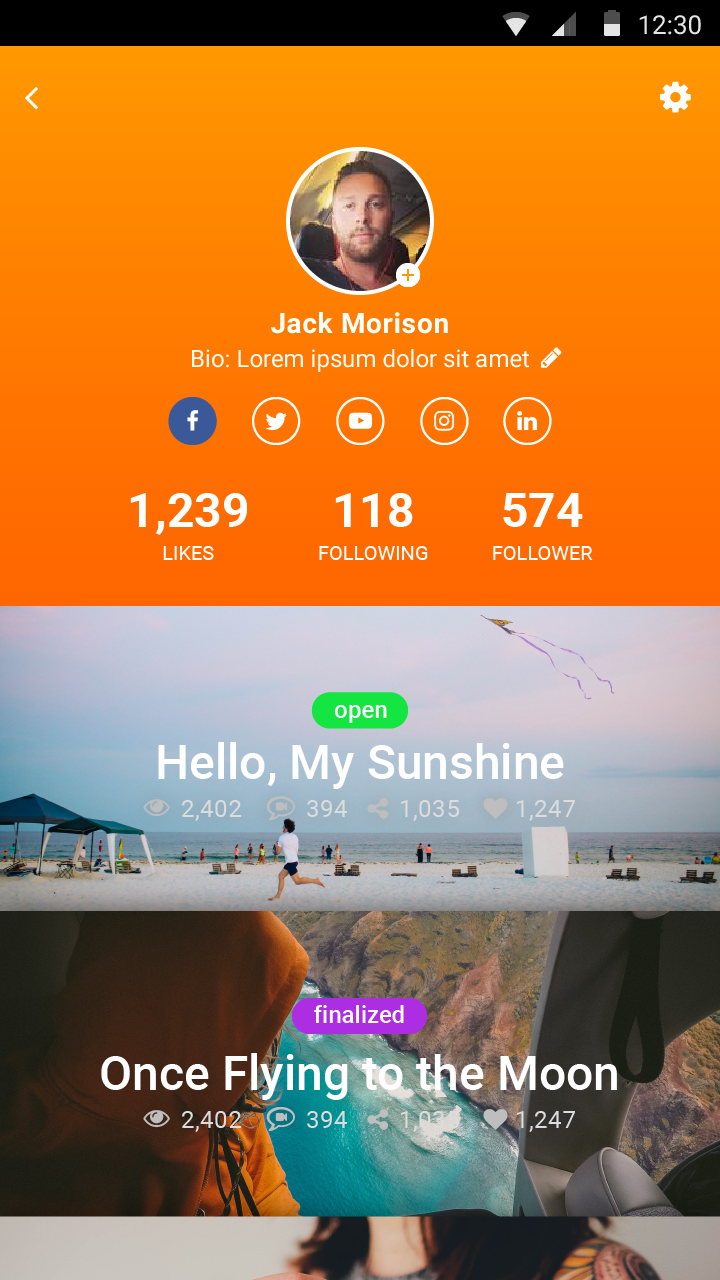 12:30
Jack Morison
Bio: Lorem ipsum dolor sit amet
1,239 118 574
LIKES FOLLOWING FOLLOWER
open
Hello, My Sunshine
2,402 394 1,035 1,247
finalized
Once Flying to the Moon
2,402 394 1,247